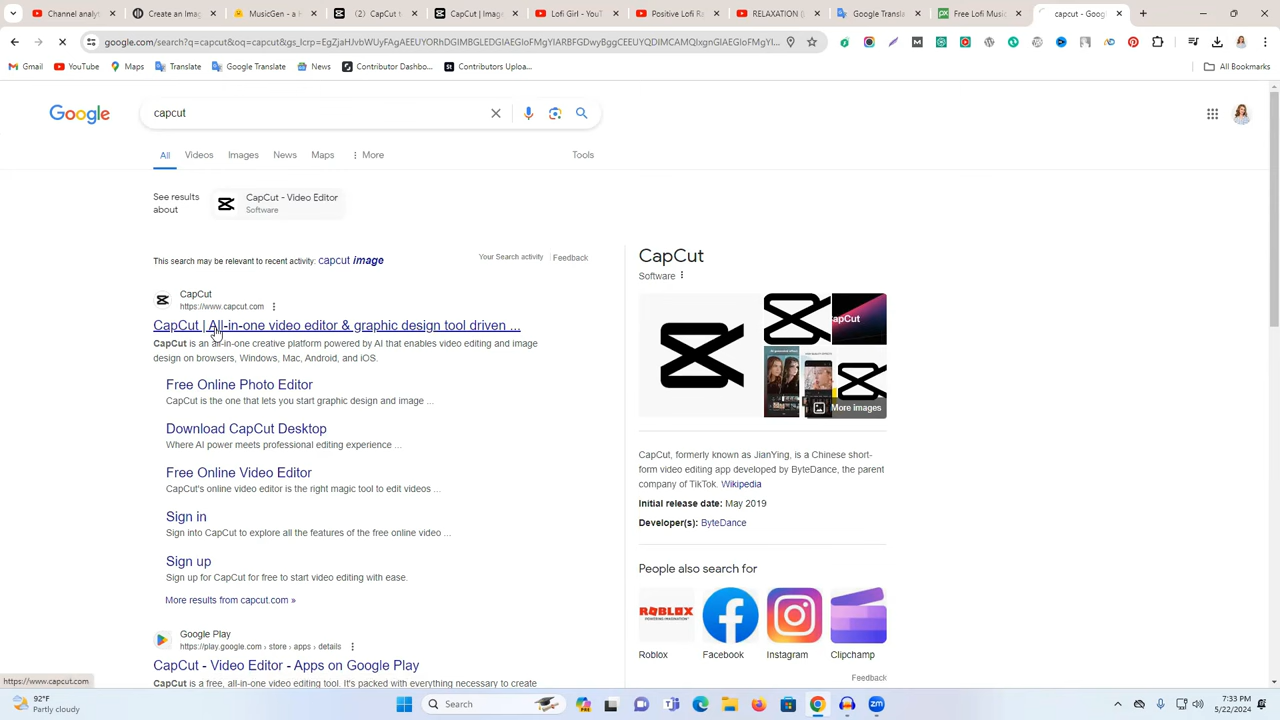 Channel analytic
Create an Imag
MusicGen - a H
CapCut
CapCut | Imag
Lofi Girl - You
Positive Lofi M
RELAXATION (
Google Transla
Free Lofi Music
capcut - Goog
google.com/search?q=capcut&oq=capcut&gs_lcrp=
Gmail
YouTube
Maps
Translate
Google Translate
News
Contributor Dashbo...
Contributors Uploa...
All Bookmarks
Google
capcut
All
Videos
Images
News
Maps
More
Tools
See results
about
CapCut - Video Editor
Software
This search may be relevant to recent activity: capcut image
Your Search activity
Feedback
CapCut
https://www.capcut.com
CapCut | All-in-one video editor & graphic design tool driven ...
CapCut is an all-in-one creative platform powered by AI that enables video editing and image
design on browsers, Windows, Mac, Android, and iOS.
Free Online Photo Editor
CapCut is the one that lets you start graphic design and image ...
Download CapCut Desktop
Where AI power meets professional editing experience ...
Free Online Video Editor
CapCut's online video editor is the right magic tool to edit videos ...
Sign in
Sign into CapCut to explore all the features of the free online video ...
Sign up
Sign up for CapCut for free to start video editing with ease.
More results from capcut.com »
Google Play
https://play.google.com › store › apps › details
CapCut - Video Editor - Apps on Google Play
CapCut is a free, all-in-one video editing tool. It's packed with everything necessary to create
CapCut
Software
apCut
More images
CapCut, formerly known as JianYing, is a Chinese short-
form video editing app developed by ByteDance, the parent
company of TikTok. Wikipedia
Initial release date: May 2019
Developer(s): ByteDance
People also search for
ROBLOX
Roblox
Facebook
Instagram
Clipchamp
Feedback
https://www.capcut.com
92°F
Partly cloudy
Search
7:33 PM
5/22/2024